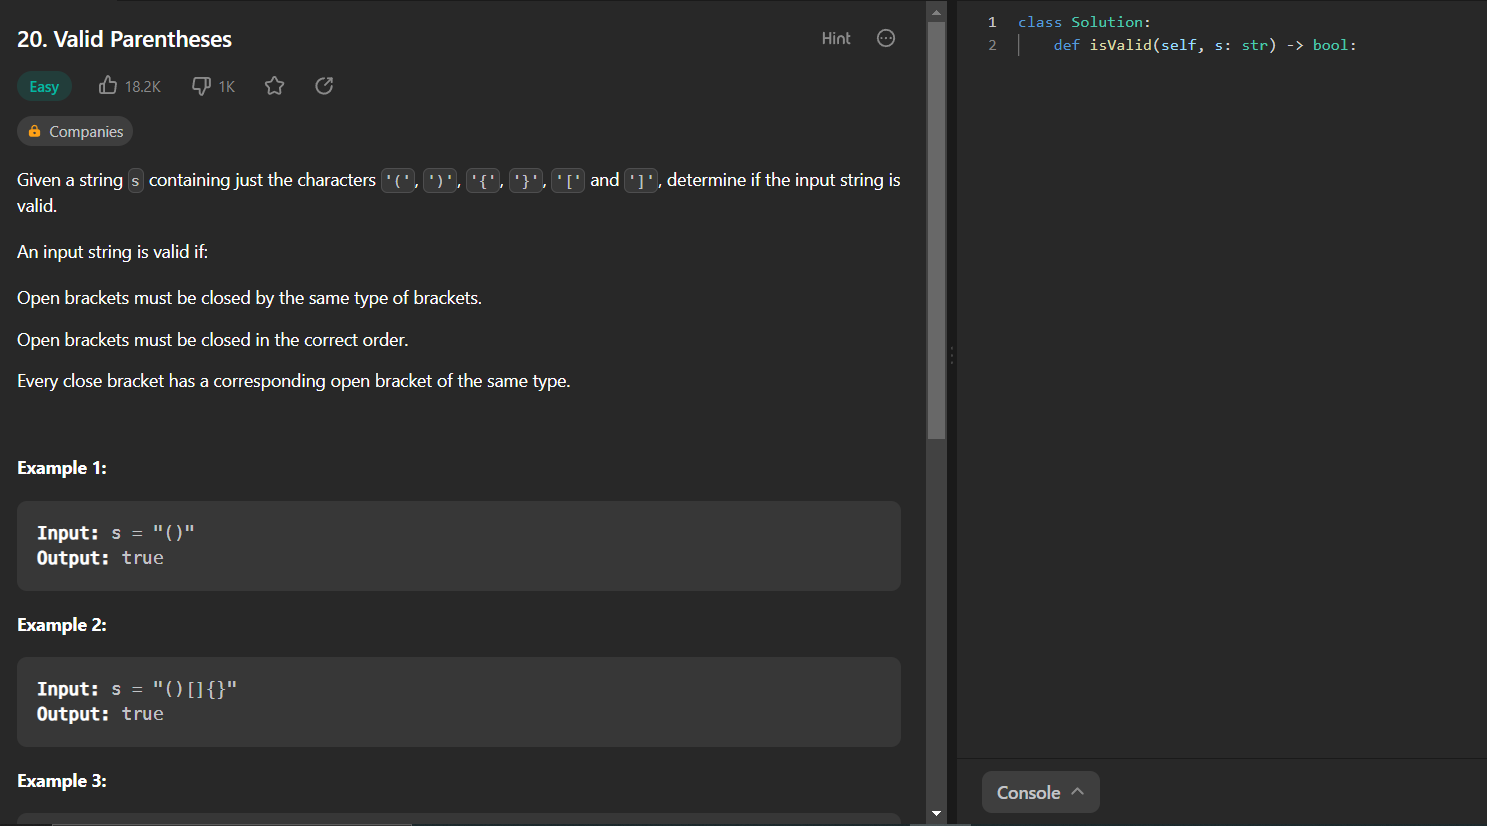 20. Valid Parentheses
Hint
Easy 18.2K 1K
Companies
Given a string s containing just the characters '(', ')', '{', '}', '[' and ']', determine if the input string is
valid.
An input string is valid if:
Open brackets must be closed by the same type of brackets.
Open brackets must be closed in the correct order.
Every close bracket has a corresponding open bracket of the same type.
Example 1:
Input: s = "()"
Output: true
Example 2:
Input: s = "()[]{}"
Output: true
Example 3:
1 class Solution:
2 def isValid(self, s: str) -> bool:
Console